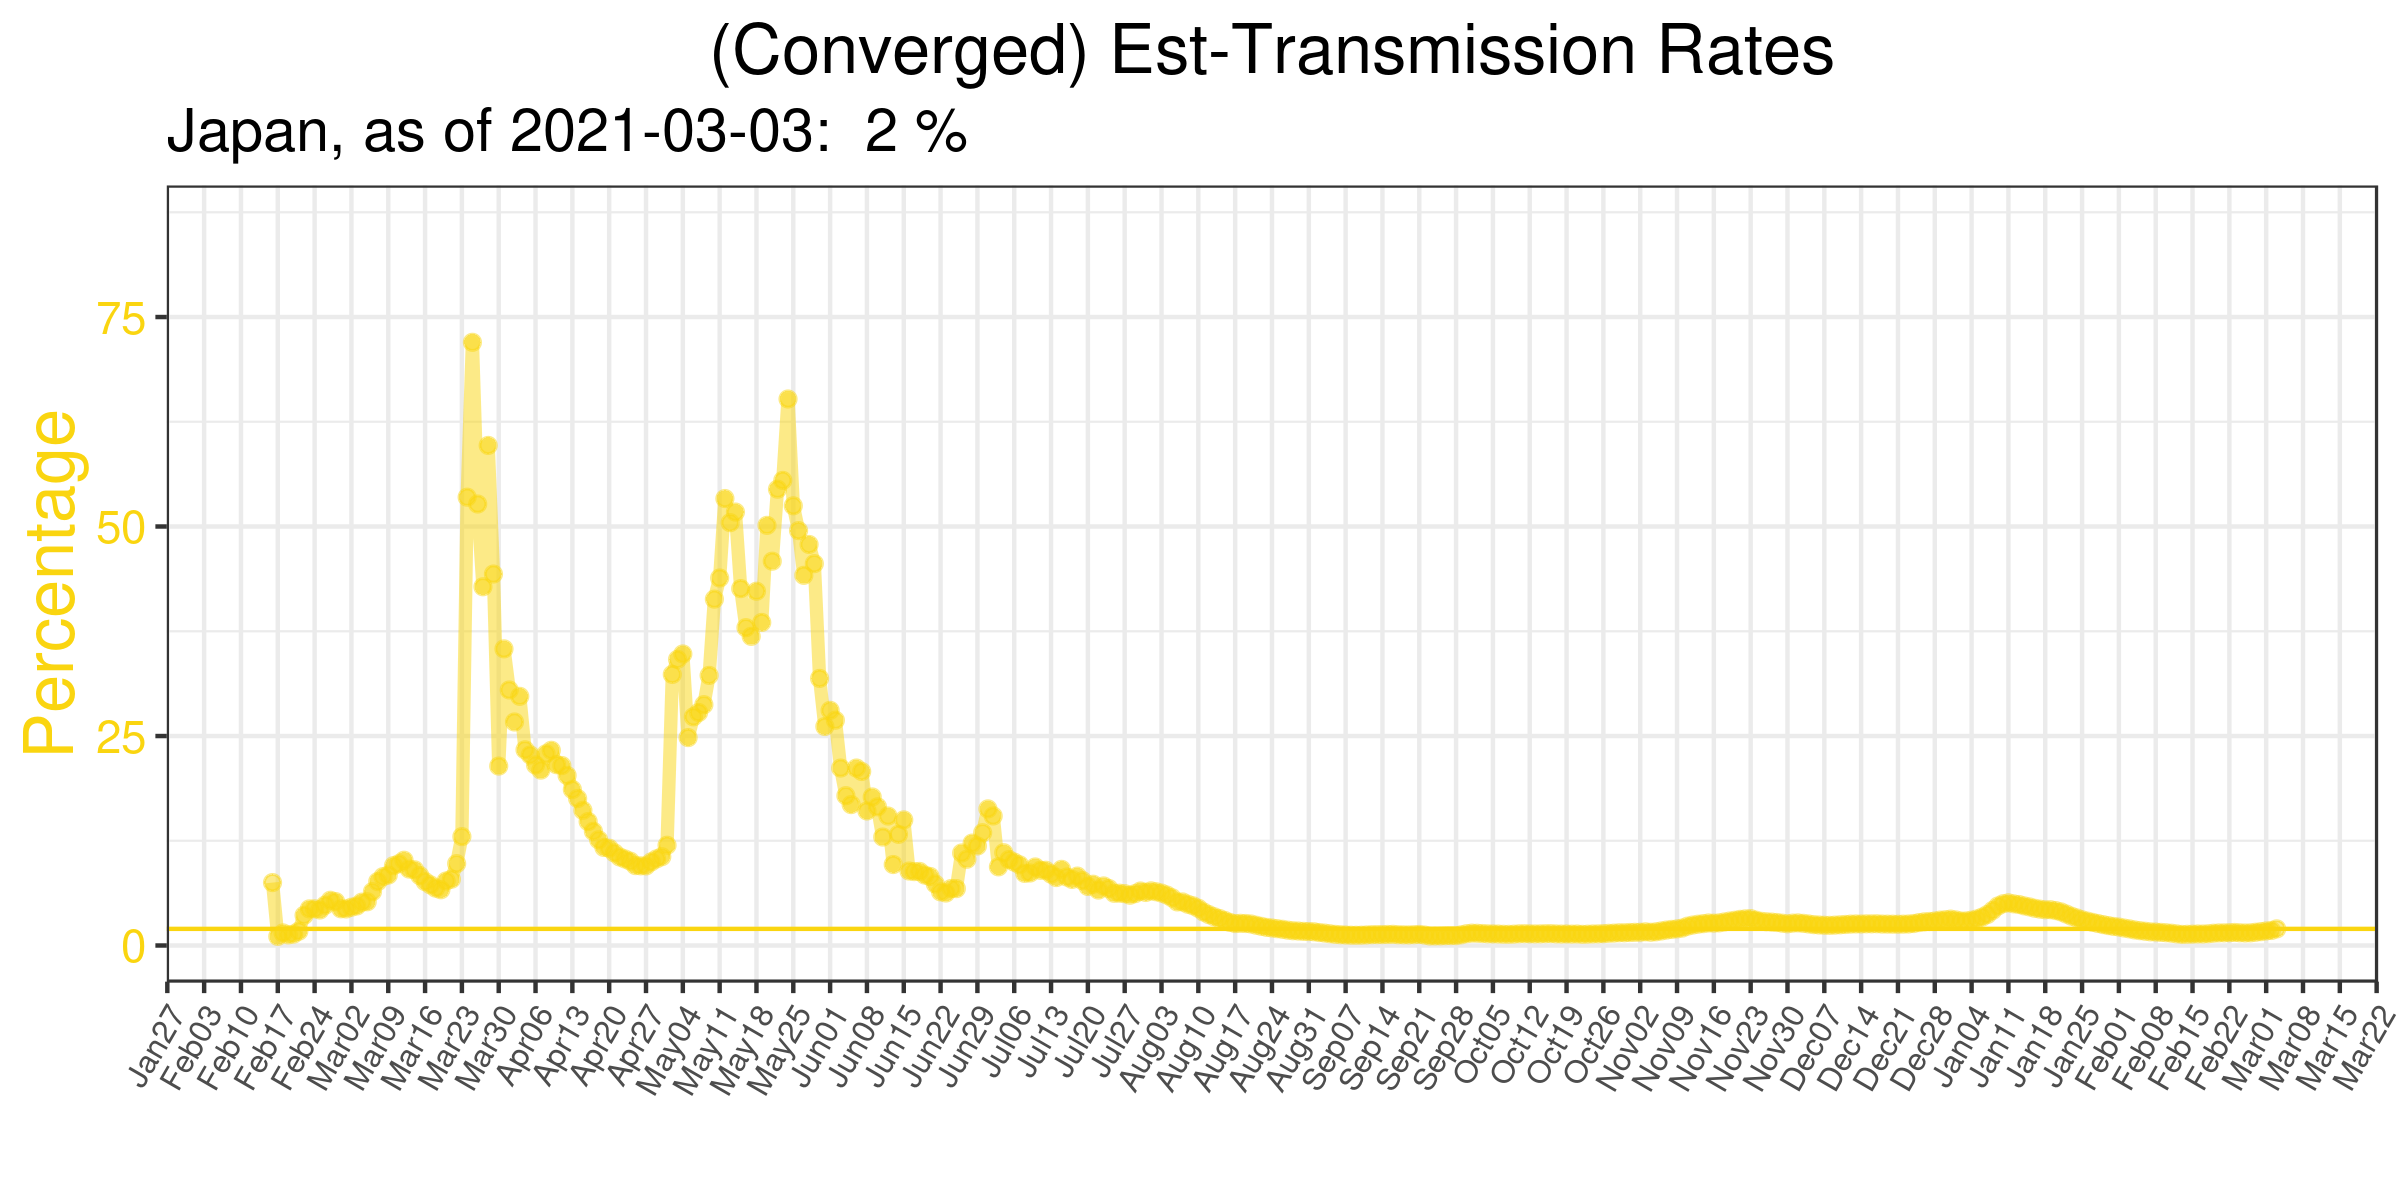 (Converged) Est-Transmission Rates
Japan, as of 2021-03-03:  2 %
Percentage
75
50
25
0
Jan27
Feb03
Feb10
Feb17
Feb24
Mar02
Mar09
Mar16
Mar23
Mar30
Apr06
Apr13
Apr20
Apr27
May04
May11
May18
May25
Jun01
Jun08
Jun15
Jun22
Jun29
Jul06
Jul13
Jul20
Jul27
Aug03
Aug10
Aug17
Aug24
Aug31
Sep07
Sep14
Sep21
Sep28
Oct05
Oct12
Oct19
Oct26
Nov02
Nov09
Nov16
Nov23
Nov30
Dec07
Dec14
Dec21
Dec28
Jan04
Jan11
Jan18
Jan25
Feb01
Feb08
Feb15
Feb22
Mar01
Mar08
Mar15
Mar22